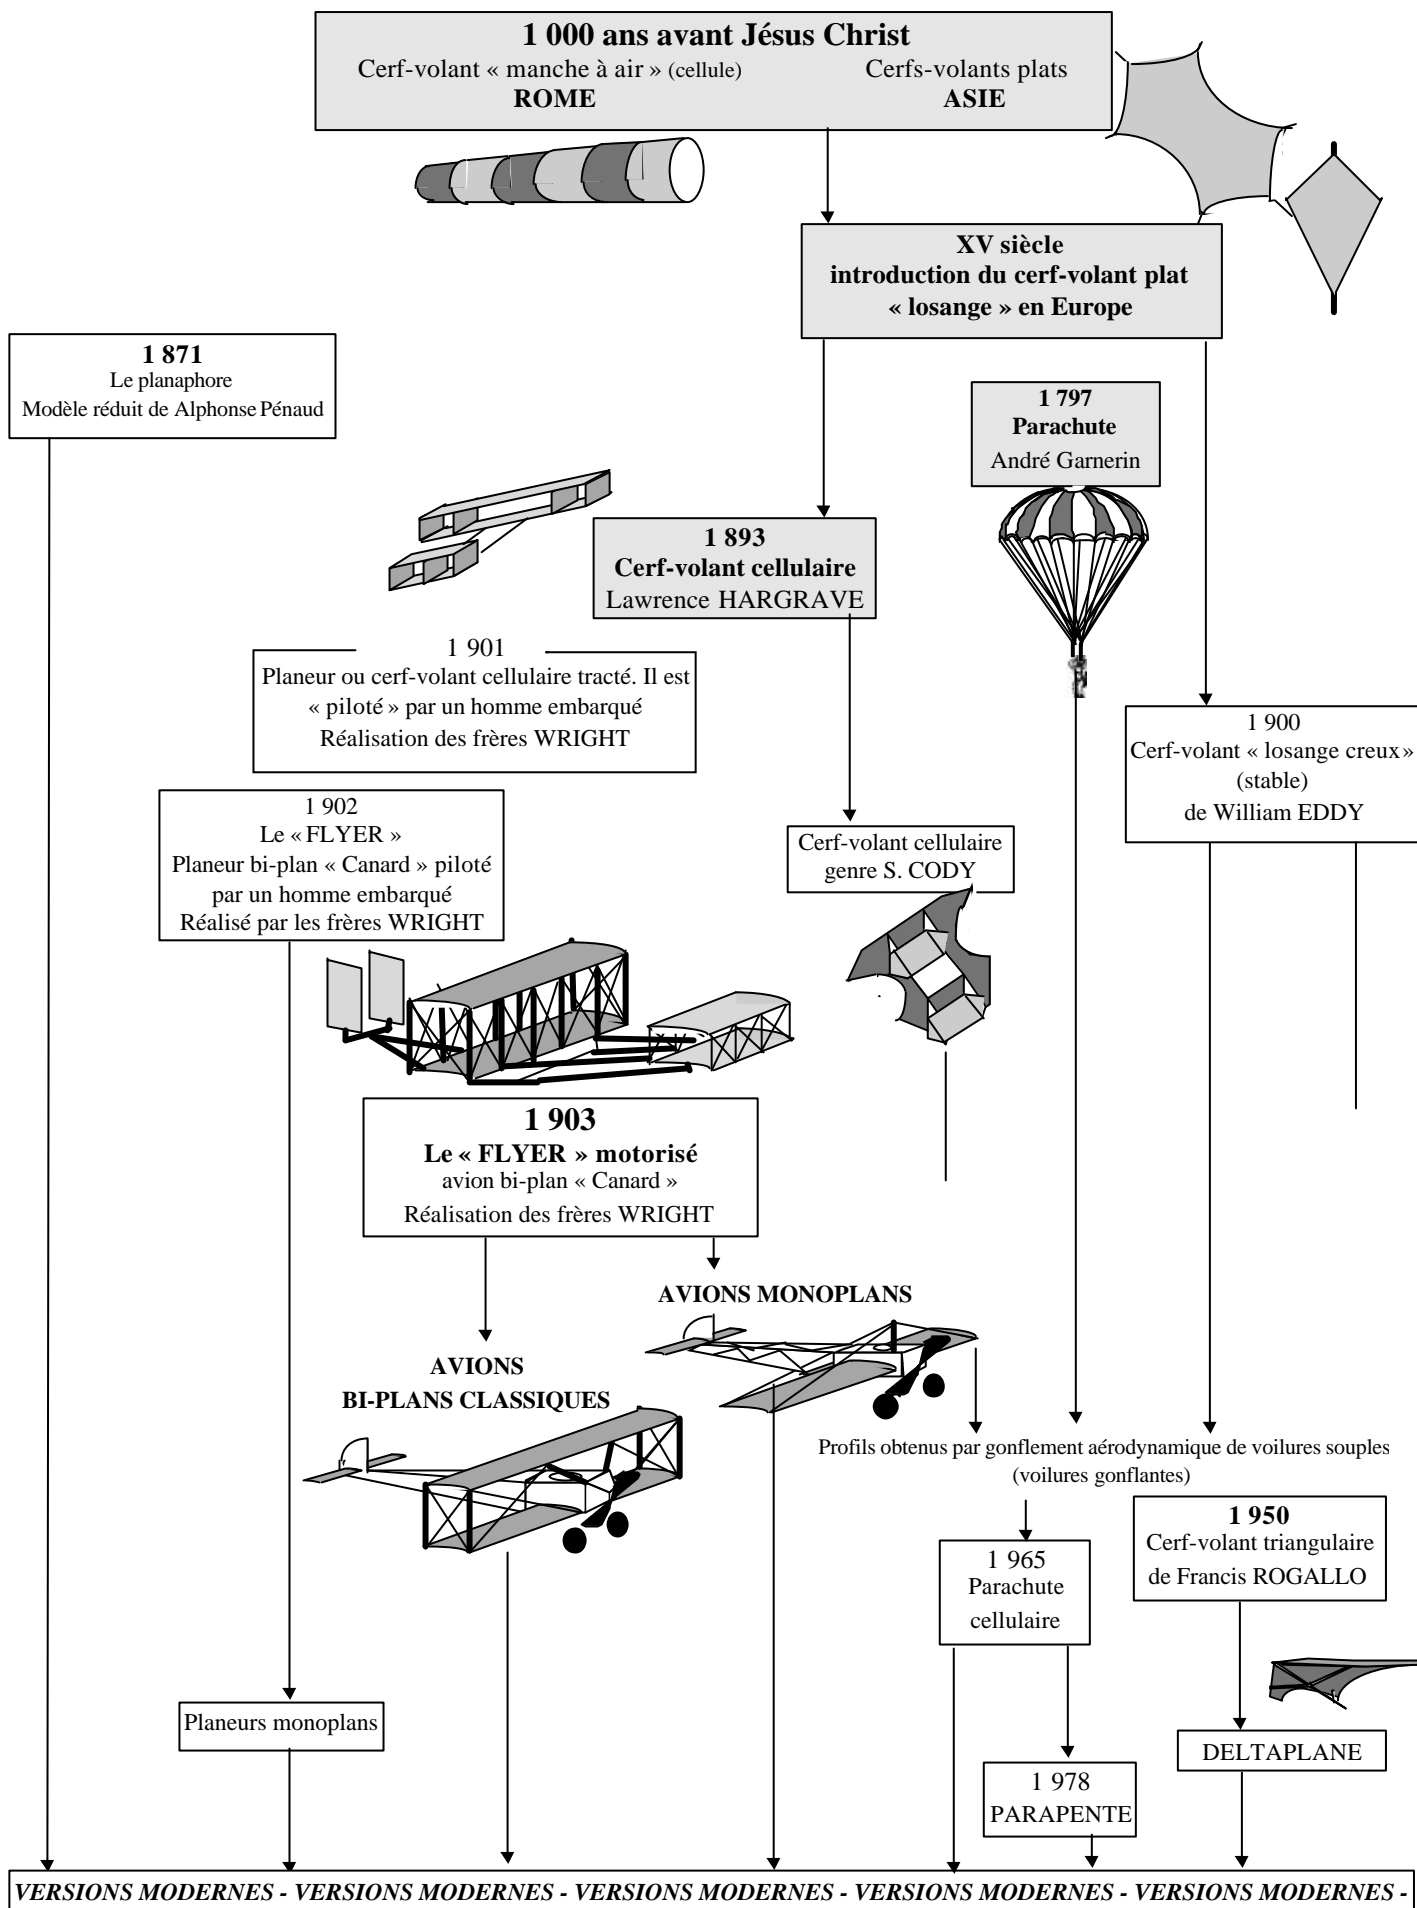 1 000 ans avant Jésus Christ
Cerf-volant « manche à air » (cellule)
ROME
Cerfs-volants plats
ASIE
XV siècle
introduction du cerf-volant plat
« losange » en Europe
1 871
Le planaphore
Modèle réduit de Alphonse Pénaud
1 797
Parachute
André Garnerin
1 893
Cerf-volant cellulaire
Lawrence HARGRAVE
1 901
Planeur ou cerf-volant cellulaire tracté. Il est
« piloté » par un homme embarqué
Réalisation des frères WRIGHT
1 900
Cerf-volant « losange creux »
(stable)
de William EDDY
1 902
Le « FLYER »
Planeur bi-plan « Canard » piloté
par un homme embarqué
Réalisé par les frères WRIGHT
Cerf-volant cellulaire
genre S. CODY
1 903
Le « FLYER » motorisé
avion bi-plan « Canard »
Réalisation des frères WRIGHT
AVIONS MONOPLANS
AVIONS
BI-PLANS CLASSIQUES
Profils obtenus par gonflement aérodynamique de voilures souples
(voilures gonflantes)
1 950
Cerf-volant triangulaire
de Francis ROGALLO
1 965
Parachute
cellulaire
Planeurs monoplans
DELTAPLANE
1 978
PARAPENTE
VERSIONS MODERNES - VERSIONS MODERNES - VERSIONS MODERNES - VERSIONS MODERNES - VERSIONS MODERNES -